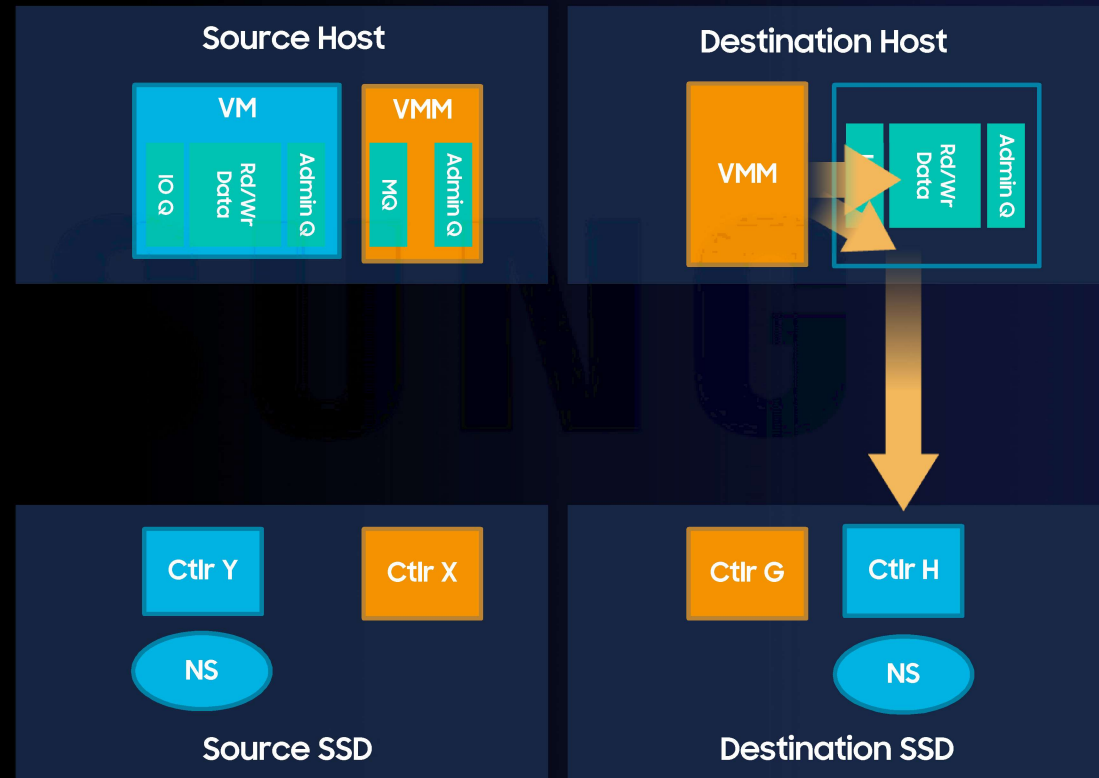 Source Host
Destination Host
VM
VMM
IO Q
Rd/Wr
Data
Admin Q
MQ
Admin Q
VMM
Rd/Wr
Data
Admin Q
Ctlr Y
Ctlr X
Ctlr G
Ctlr H
NS
NS
Source SSD
Destination SSD